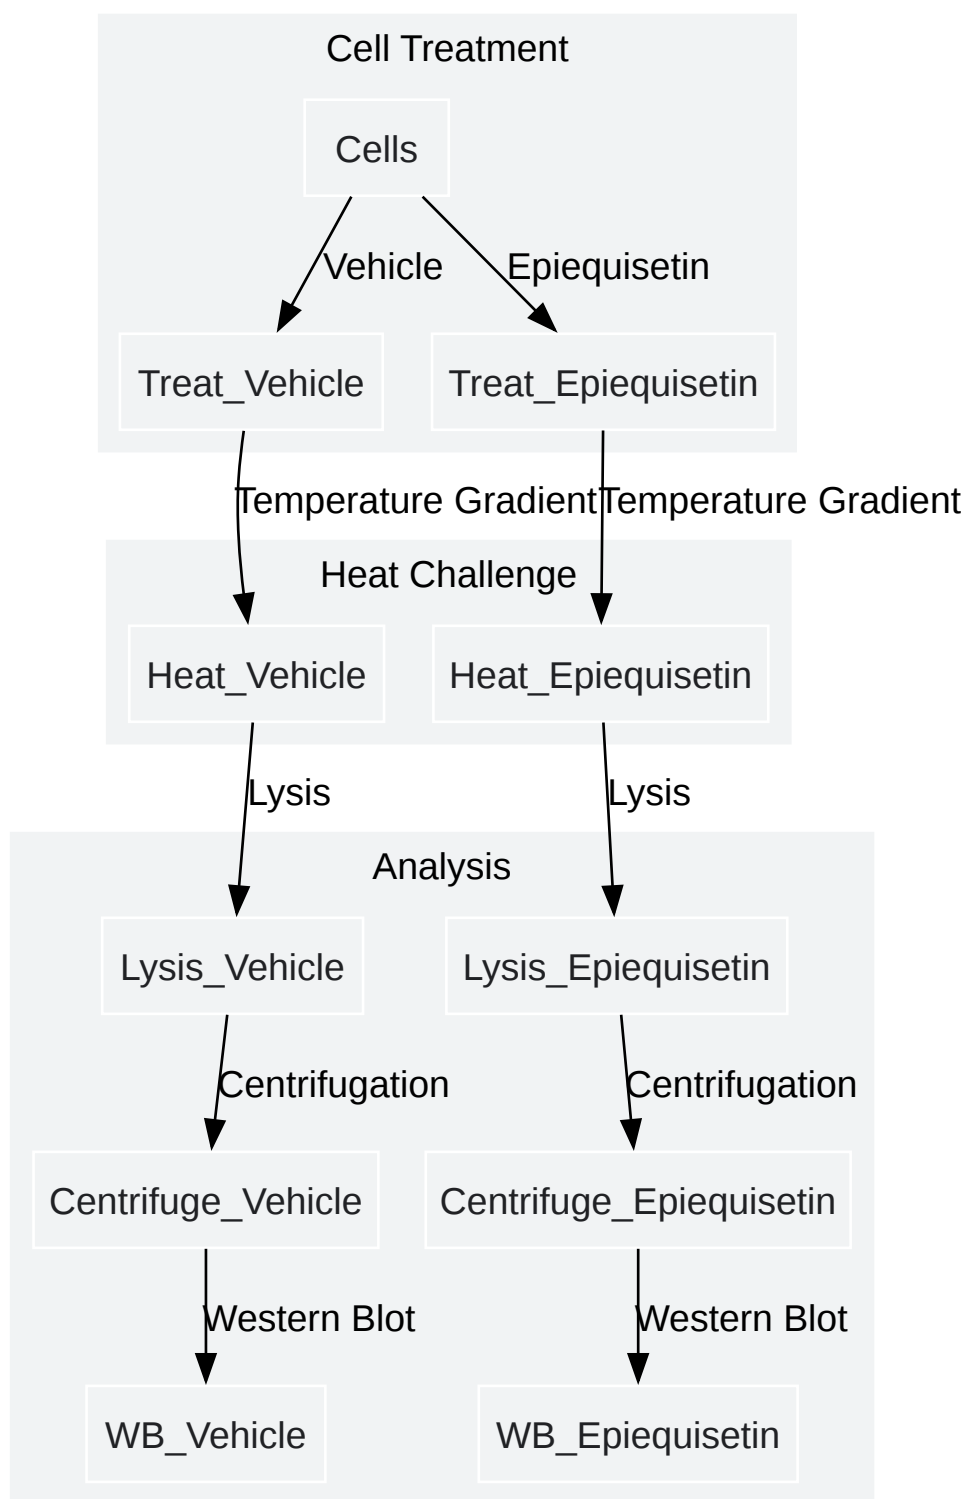 Cell Treatment
Cells
Vehicle
Epiequisetin
Treat_Vehicle
Treat_Epiequisetin
Temperature Gradient
Temperature Gradient
Heat Challenge
Heat_Vehicle
Heat_Epiequisetin
Lysis
Lysis
Analysis
Lysis_Vehicle
Lysis_Epiequisetin
Centrifugation
Centrifugation
Centrifuge_Vehicle
Centrifuge_Epiequisetin
Western Blot
Western Blot
WB_Vehicle
WB_Epiequisetin